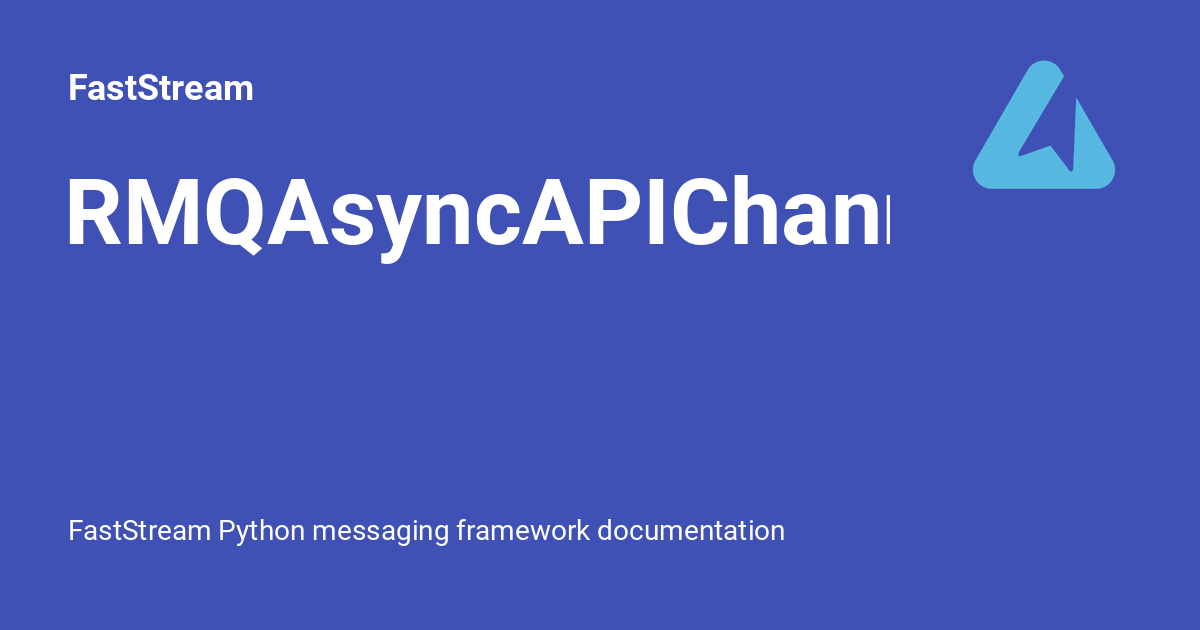 FastStream
RMQAsyncAPIChan
FastStream Python messaging framework documentation